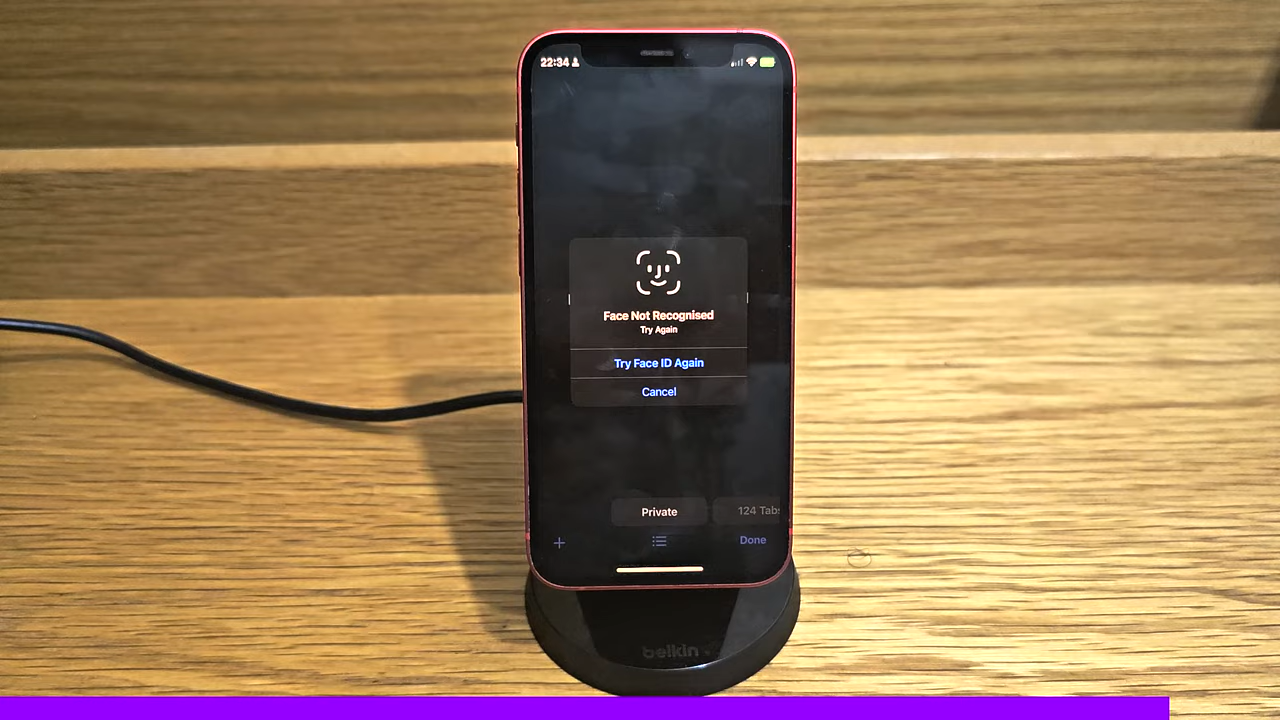 22:34
Face Not Recognised
Try Again
Try Face ID Again
Cancel
Private
124 Tabs
Done
belkin